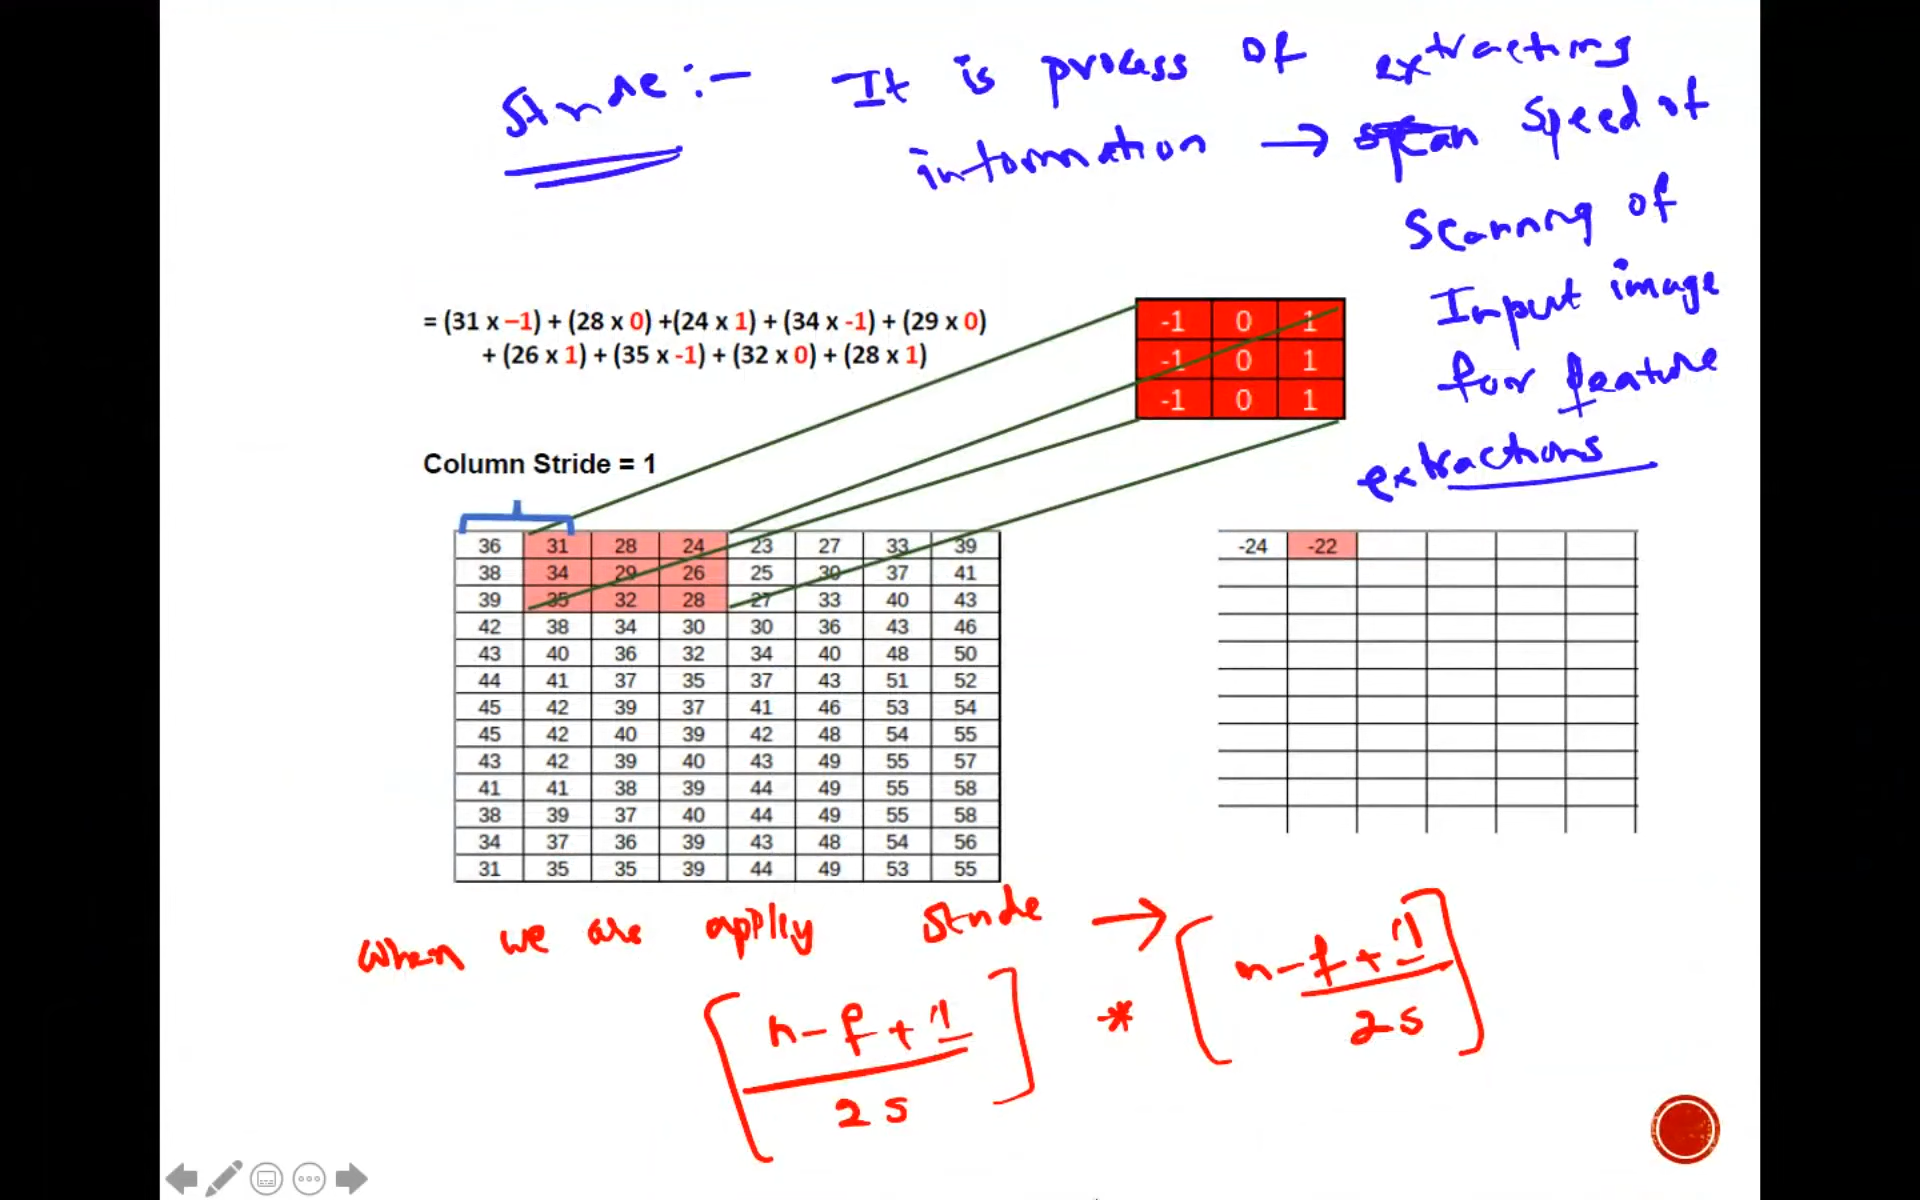 Stride :- It is process of extracting
information → span speed of
scanning of
Input image
for feature
extractions
= (31 x –1) + (28 x 0) +(24 x 1) + (34 x -1) + (29 x 0)
+ (26 x 1) + (35 x -1) + (32 x 0) + (28 x 1)
-1 0 1
-1 0 1
-1 0 1
Column Stride = 1
36 31 28 24 23 27 33 39
38 34 29 26 25 30 37 41
39 35 32 28 27 33 40 43
42 38 34 30 30 36 43 46
43 40 36 32 34 40 48 50
44 41 37 35 37 43 51 52
45 42 39 37 41 46 53 54
45 42 40 39 42 48 54 55
43 42 39 40 43 49 55 57
41 41 38 39 44 49 55 58
38 39 37 40 44 49 55 58
34 37 36 39 43 48 54 56
31 35 35 39 44 49 53 55
-24 -22
When we are apply Stride →
[n-f+1 / 2s] * [n-f+1 / 2s]